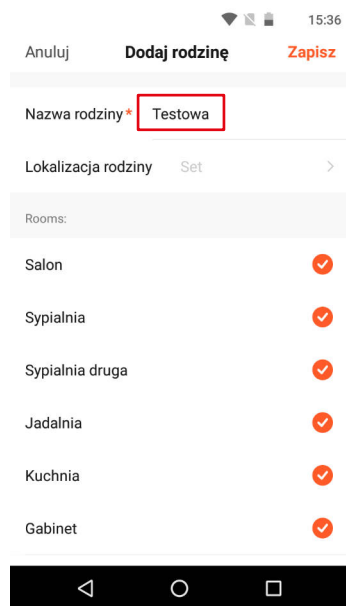 15:36
Anuluj Dodaj rodzinę Zapisz
Nazwa rodziny* Testowa
Lokalizacja rodziny Set
Rooms:
Salon
Sypialnia
Sypialnia druga
Jadalnia
Kuchnia
Gabinet